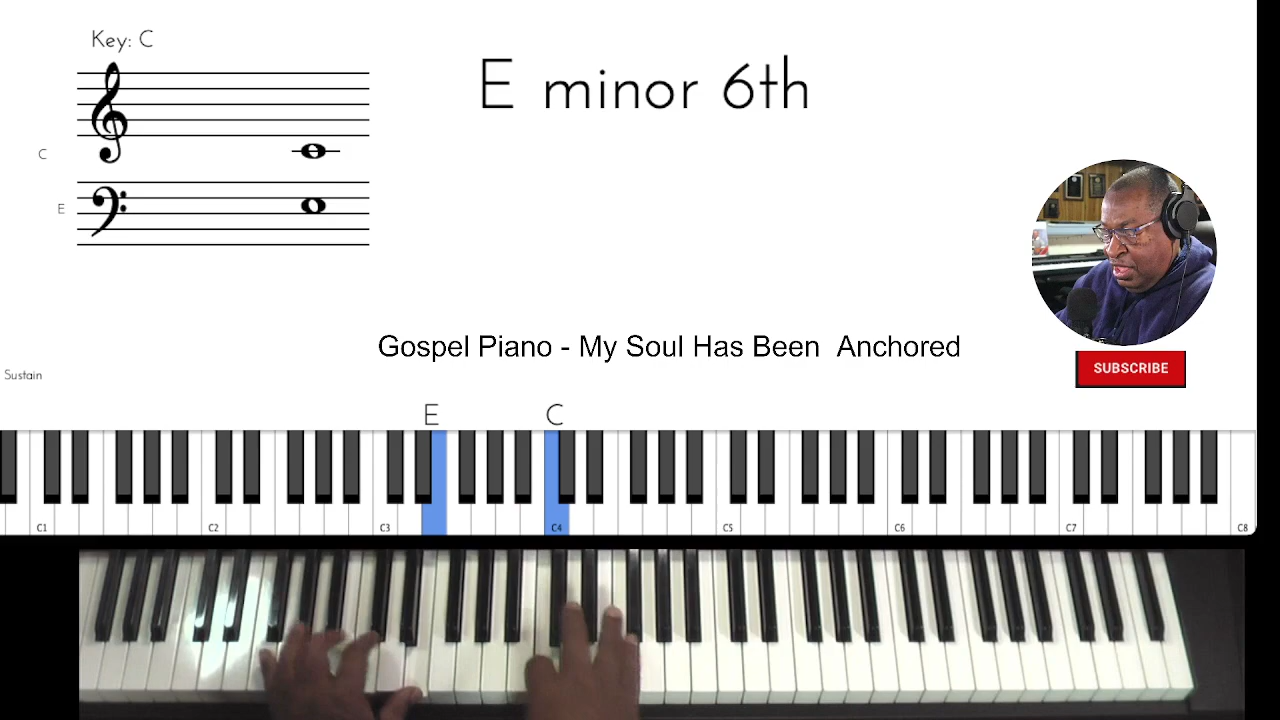 Key: C
E minor 6th
C
E
Gospel Piano - My Soul Has Been  Anchored
SUBSCRIBE
Sustain
E C
C1 C2 C3 C4 C5 C6 C7 C8